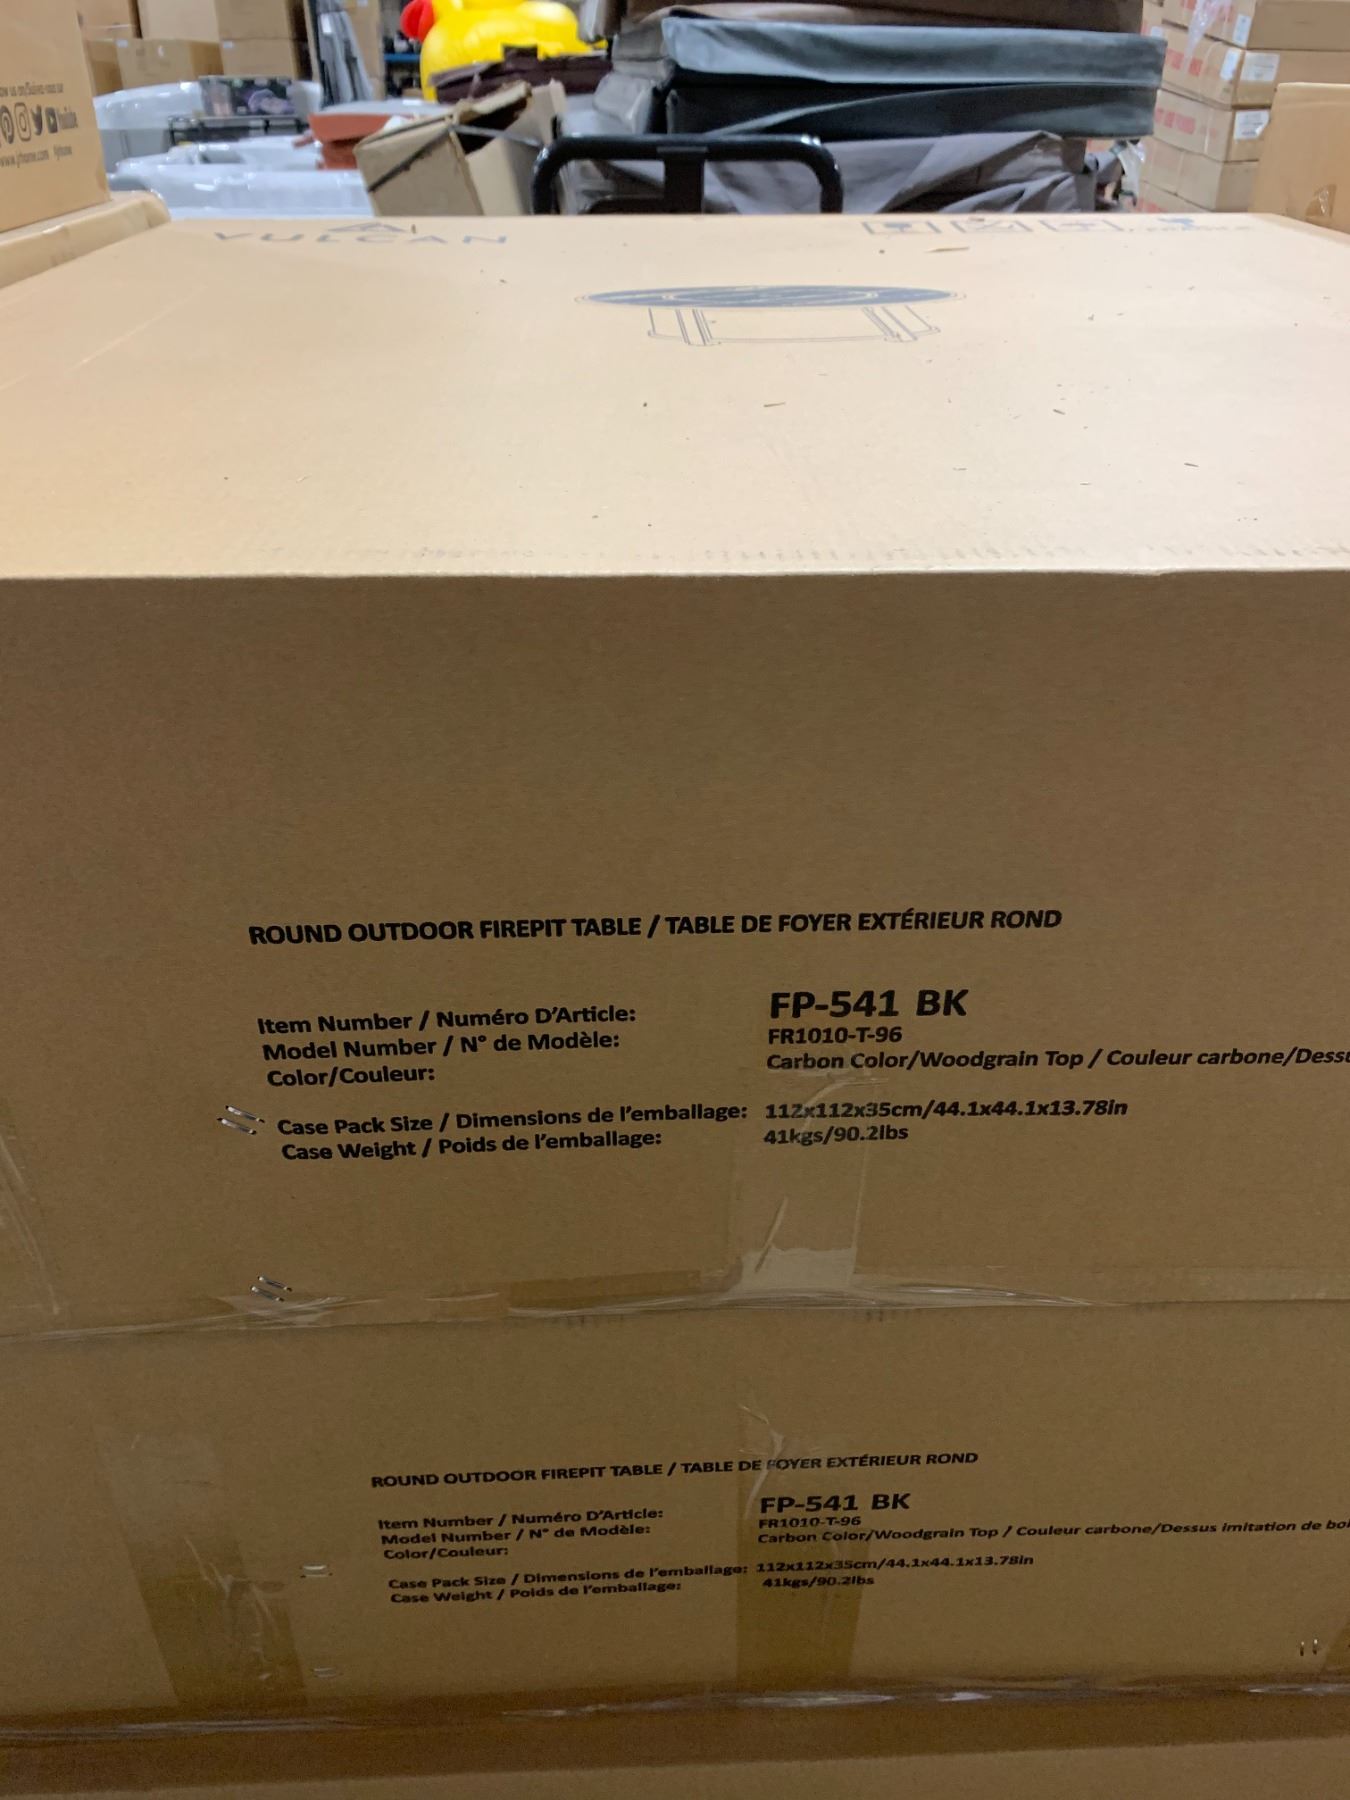 www.jrhome.com
VULCAN
ROUND OUTDOOR FIREPIT TABLE / TABLE DE FOYER EXTÉRIEUR ROND
Item Number / Numéro D'Article: FP-541 BK
Model Number / N° de Modèle: FR1010-T-96
Color/Couleur: Carbon Color/Woodgrain Top / Couleur carbone/Dessu
Case Pack Size / Dimensions de l'emballage: 112x112x35cm/44.1x44.1x13.78in
Case Weight / Poids de l'emballage: 41kgs/90.2lbs
ROUND OUTDOOR FIREPIT TABLE / TABLE DE FOYER EXTÉRIEUR ROND
Item Number / Numéro D'Article: FP-541 BK
Model Number / N° de Modèle: FR1010-T-96
Color/Couleur: Carbon Color/Woodgrain Top / Couleur carbone/Dessus imitation de boi
Case Pack Size / Dimensions de l'emballage: 112x112x35cm/44.1x44.1x13.78in
Case Weight / Poids de l'emballage: 41kgs/90.2lbs